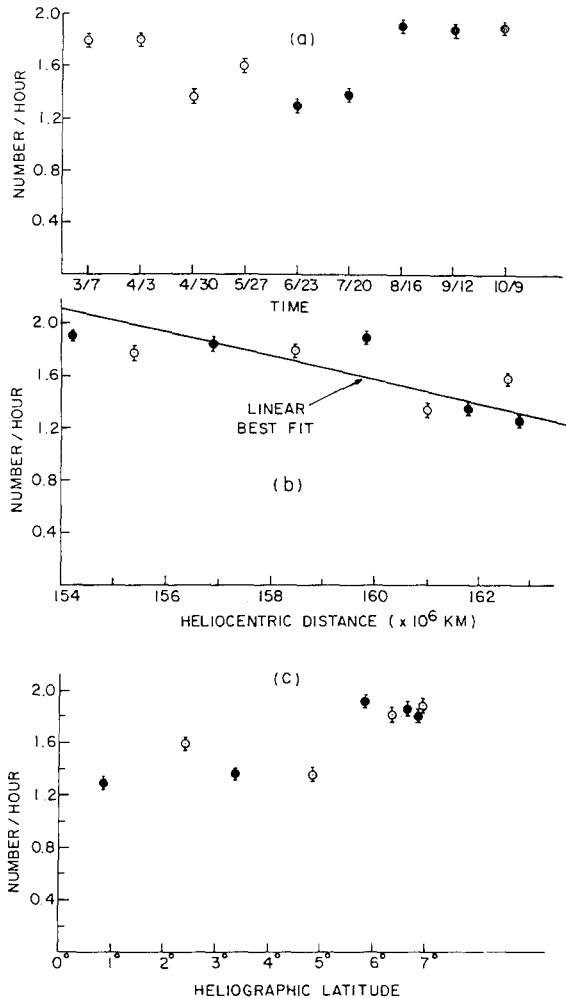 2.0
(a)
1.6
1.2
0.8
0.4
NUMBER / HOUR
3/7 4/3 4/30 5/27 6/23 7/20 8/16 9/12 10/9
TIME
2.0
1.6
1.2
0.8
0.4
NUMBER / HOUR
LINEAR
BEST FIT
(b)
154 156 158 160 162
HELIOCENTRIC DISTANCE (x 10⁶ KM)
(c)
2.0
1.6
1.2
0.8
0.4
NUMBER / HOUR
0° 1° 2° 3° 4° 5° 6° 7°
HELIOGRAPHIC LATITUDE